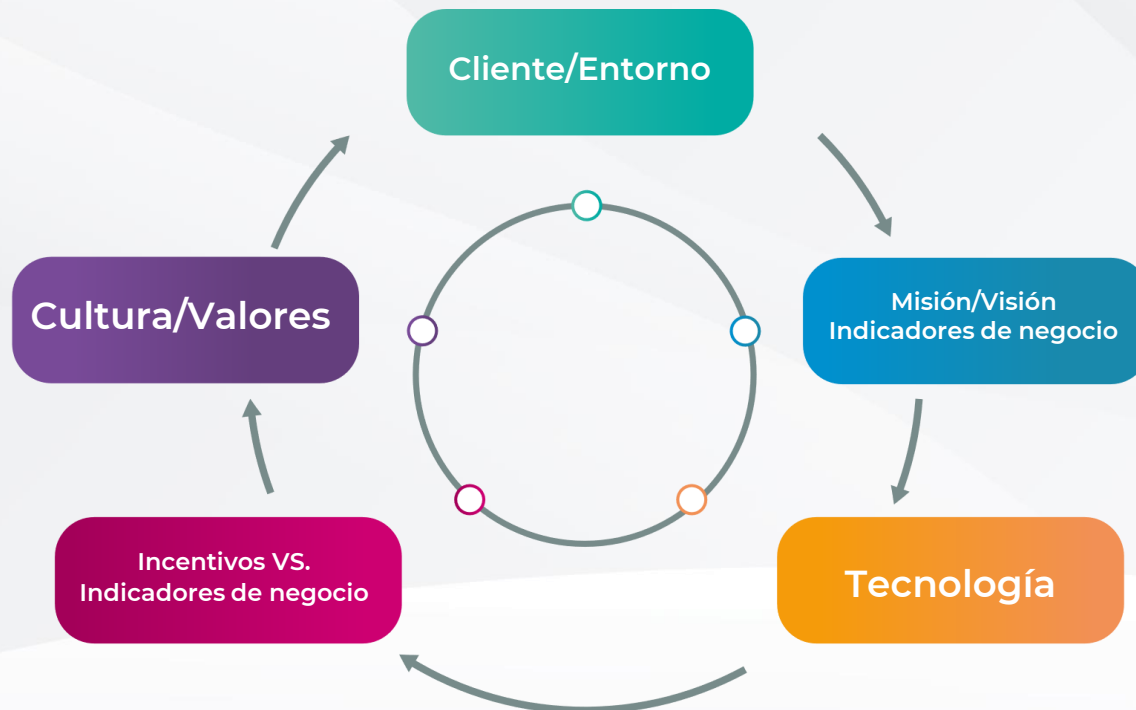 Cliente/Entorno
Misión/Visión
Indicadores de negocio
Tecnología
Incentivos VS.
Indicadores de negocio
Cultura/Valores